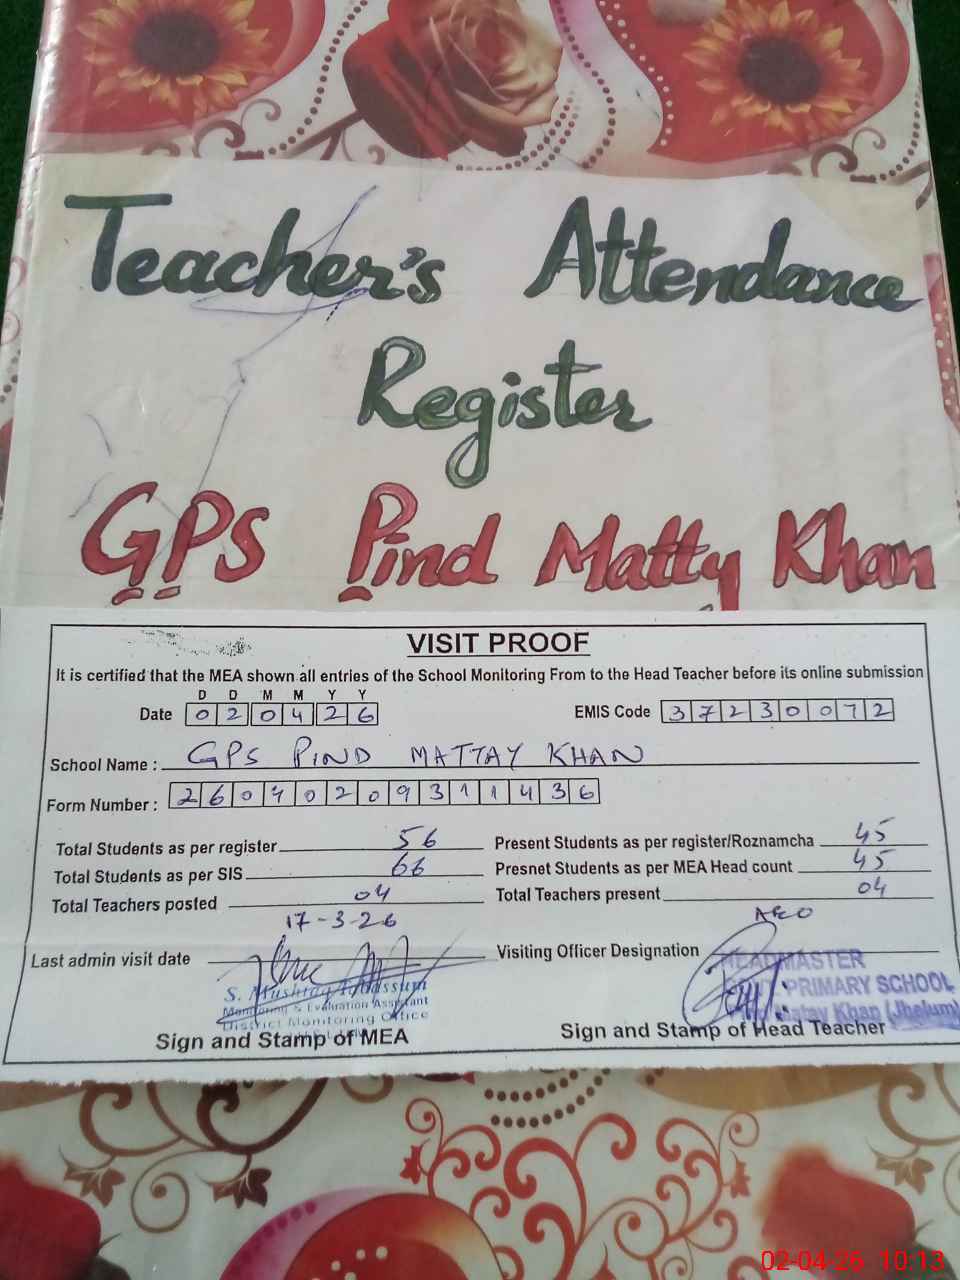 Teacher's Attendance
Register
GPS Pind Matty Khan
VISIT PROOF
It is certified that the MEA shown all entries of the School Monitoring From to the Head Teacher before its online submission
D D M M Y Y
Date 0 2 0 4 2 6 EMIS Code 3 7 2 3 0 0 7 2
School Name : GPS PIND MATTAY KHAN
Form Number : 2 6 0 4 0 2 0 9 3 1 1 4 3 6
Total Students as per register 56 Present Students as per register/Roznamcha 45
Total Students as per SIS 66 Presnet Students as per MEA Head count 45
Total Teachers posted 04 Total Teachers present 04
Last admin visit date 17-3-26 Visiting Officer Designation AEO
S. Mushtaq
Monitoring & Evaluation Assistant
District Monitoring Office
HEADMASTER
PRIMARY SCHOOL
Matay Khan (Jhelum)
Sign and Stamp of MEA Sign and Stamp of Head Teacher
02-04-26 10:13